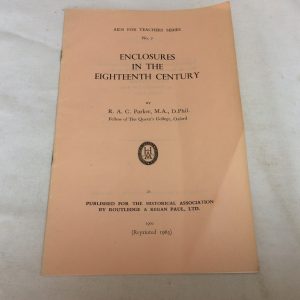 AIDS FOR TEACHERS SERIES
No. 7
ENCLOSURES
IN THE
EIGHTEENTH CENTURY
BY
R. A. C. Parker, M.A., D.Phil.
Fellow of The Queen's College, Oxford
PUBLISHED FOR THE HISTORICAL ASSOCIATION
BY ROUTLEDGE & KEGAN PAUL, LTD.
1960
(Reprinted 1965)